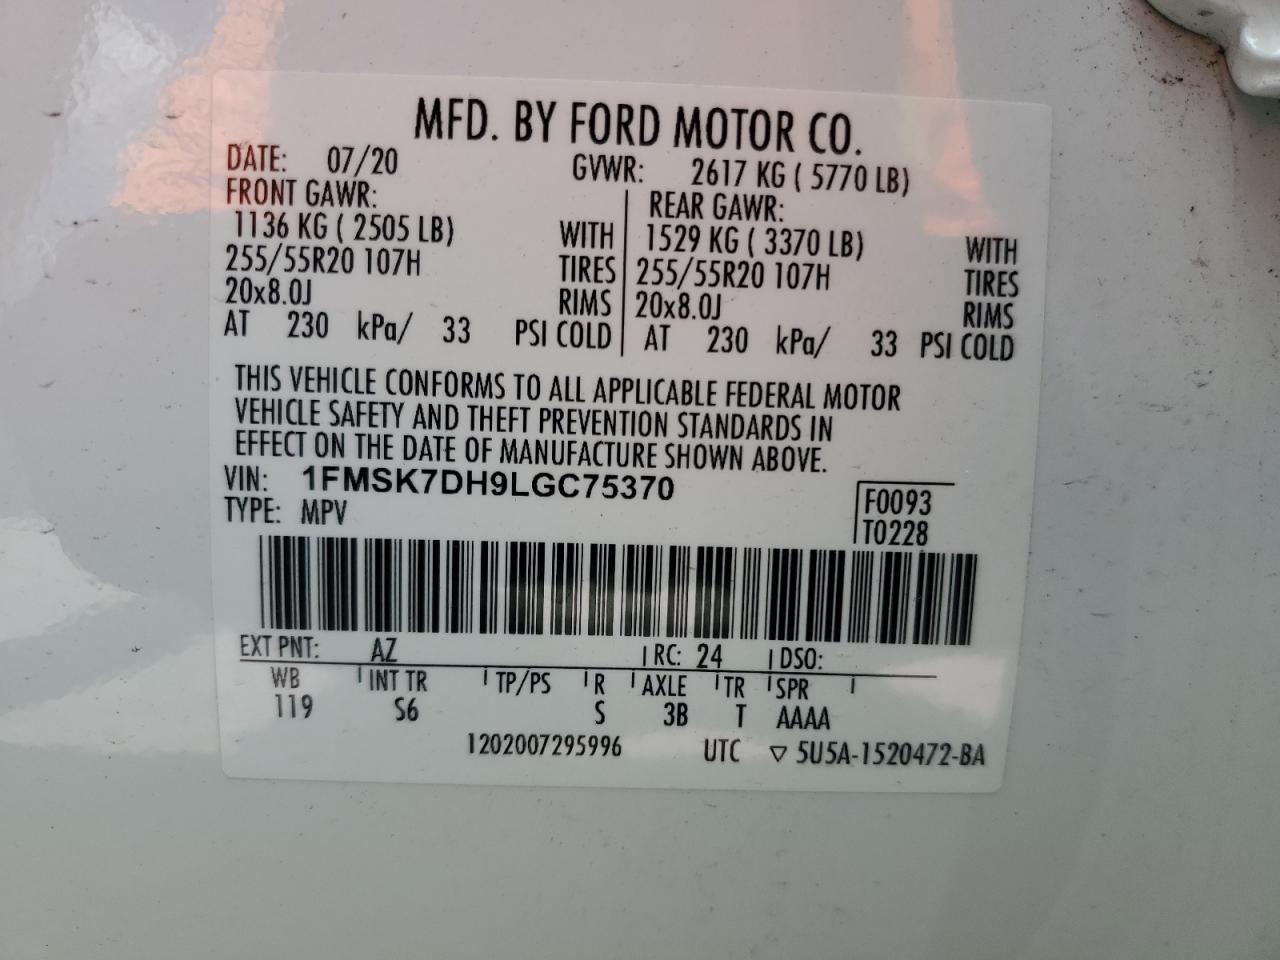 MFD. BY FORD MOTOR CO.
DATE: 07/20 GVWR: 2617 KG ( 5770 LB)
FRONT GAWR: REAR GAWR:
1136 KG ( 2505 LB) WITH 1529 KG ( 3370 LB) WITH
255/55R20 107H TIRES 255/55R20 107H TIRES
20x8.0J RIMS 20x8.0J RIMS
AT 230 kPa/ 33 PSI COLD AT 230 kPa/ 33 PSI COLD
THIS VEHICLE CONFORMS TO ALL APPLICABLE FEDERAL MOTOR
VEHICLE SAFETY AND THEFT PREVENTION STANDARDS IN
EFFECT ON THE DATE OF MANUFACTURE SHOWN ABOVE.
VIN: 1FMSK7DH9LGC75370 F0093
TYPE: MPV T0228
EXT PNT: AZ RC: 24 DSO:
WB INT TR TP/PS R AXLE TR SPR
119 S6 S 3B T AAAA
1202007295996 UTC ▽ 5U5A-1520472-BA